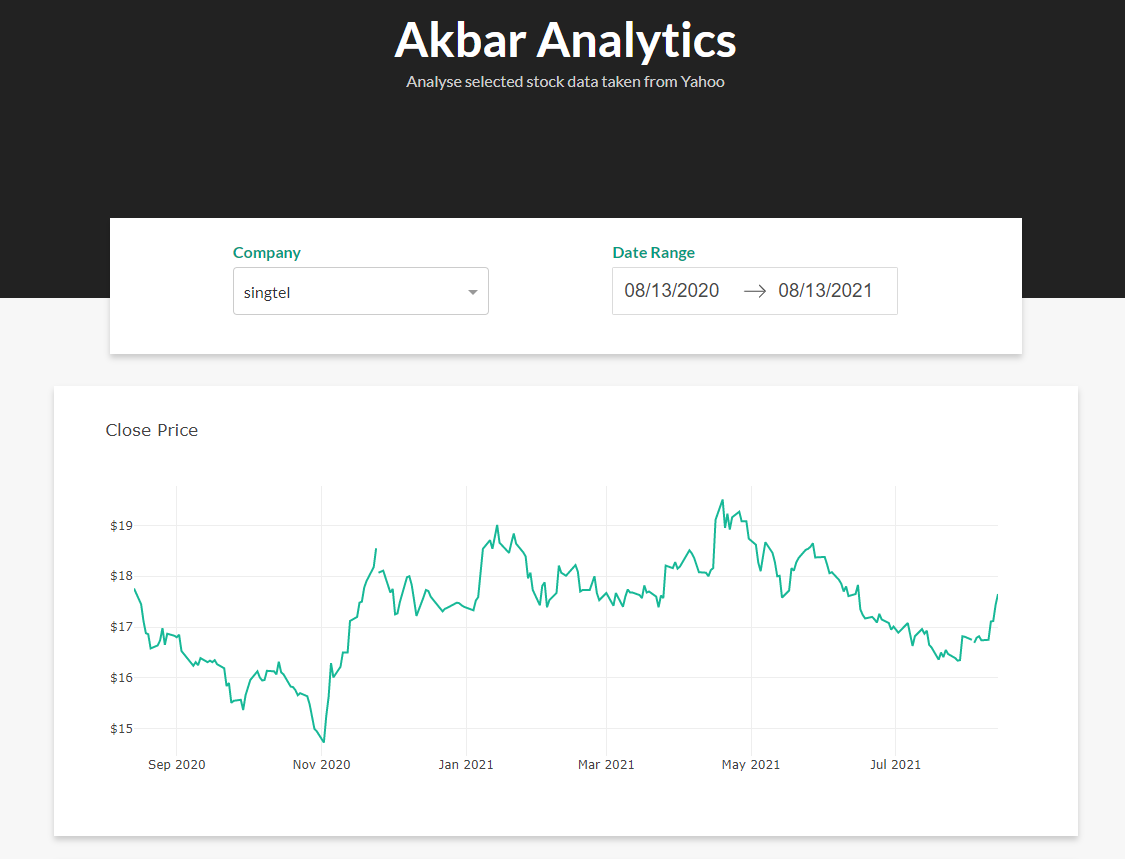 Akbar Analytics
Analyse selected stock data taken from Yahoo
Company
Date Range
singtel
08/13/2020 → 08/13/2021
Close Price
$19
$18
$17
$16
$15
Sep 2020
Nov 2020
Jan 2021
Mar 2021
May 2021
Jul 2021